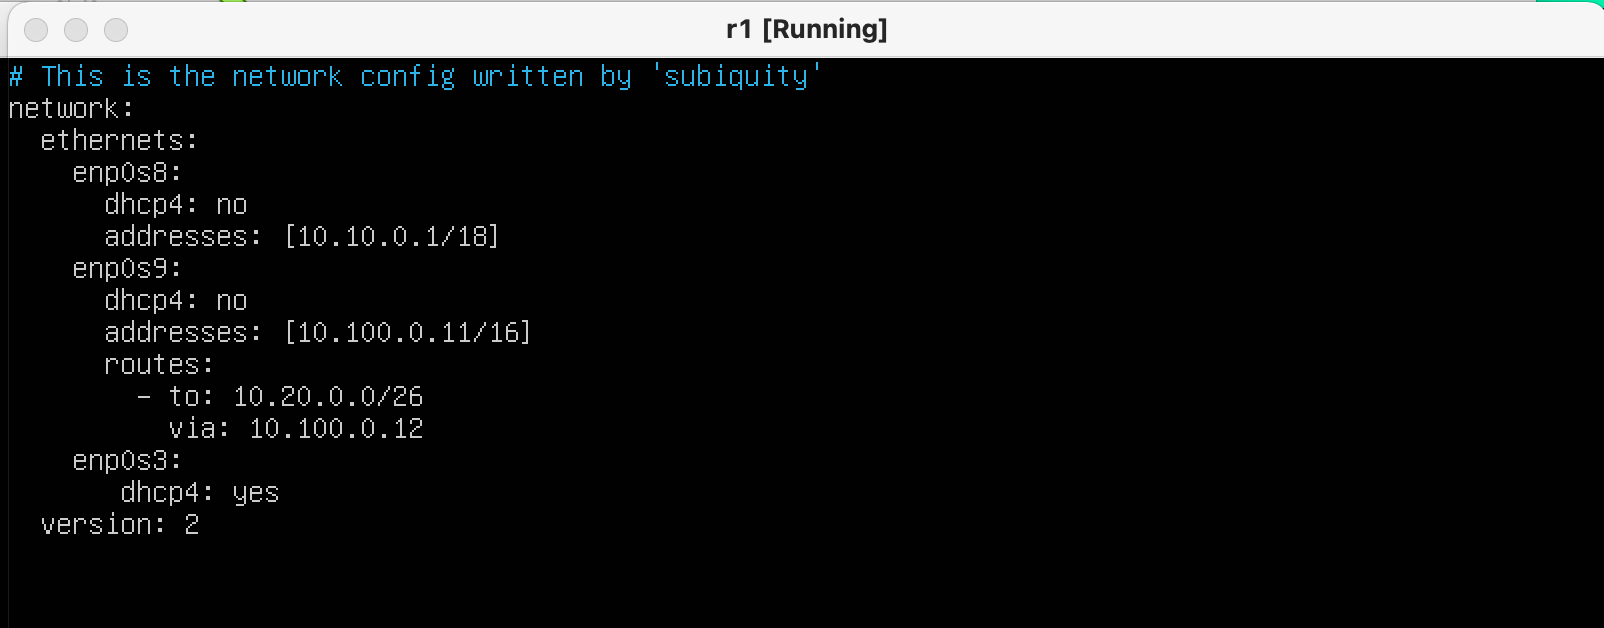 r1 [Running]
# This is the network config written by 'subiquity'
network:
  ethernets:
    enp0s8:
      dhcp4: no
      addresses: [10.10.0.1/18]
    enp0s9:
      dhcp4: no
      addresses: [10.100.0.11/16]
      routes:
        - to: 10.20.0.0/26
          via: 10.100.0.12
    enp0s3:
       dhcp4: yes
  version: 2